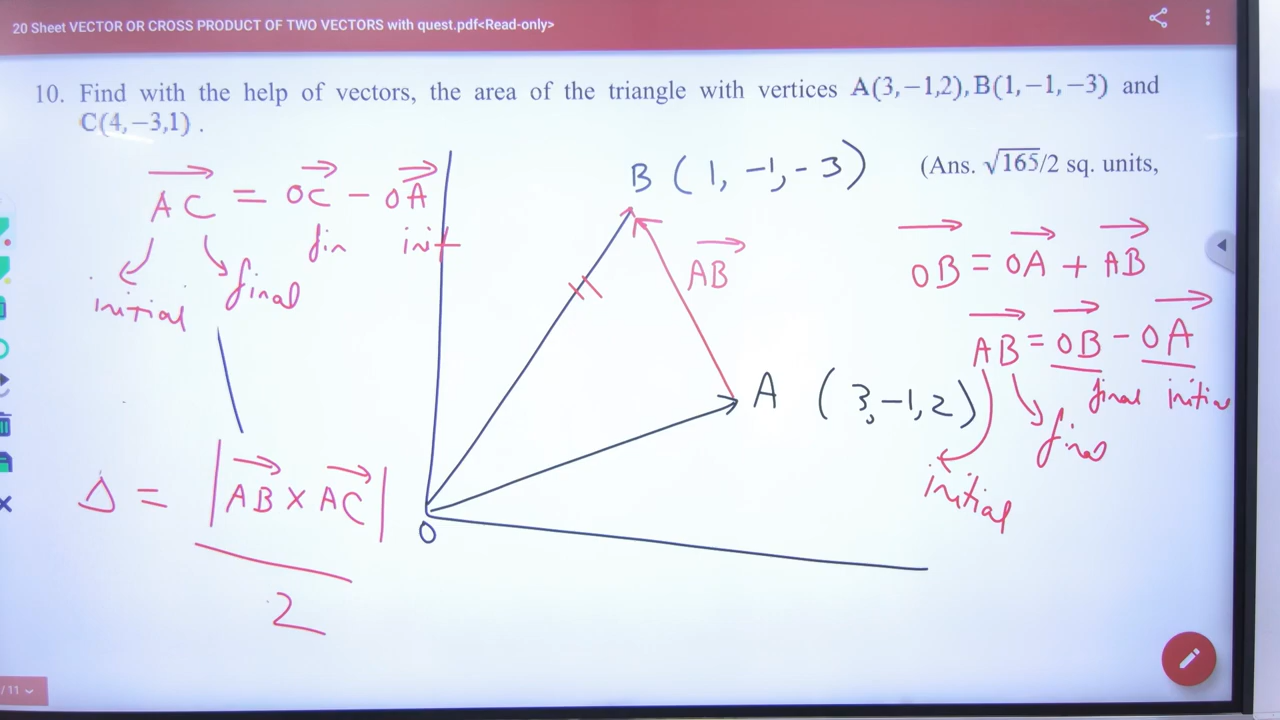 20 Sheet VECTOR OR CROSS PRODUCT OF TWO VECTORS with quest.pdf<Read-only>
10. Find with the help of vectors, the area of the triangle with vertices A(3,−1,2), B(1,−1,−3) and
C(4,−3,1) .
(Ans. √165/2 sq. units,
AC = OC − OA
fin init
initial final
B (1, -1, -3)
AB
OB = OA + AB
AB = OB − OA
final initial
initial final
A (3, -1, 2)
Δ = |AB × AC|
2
O
/ 11